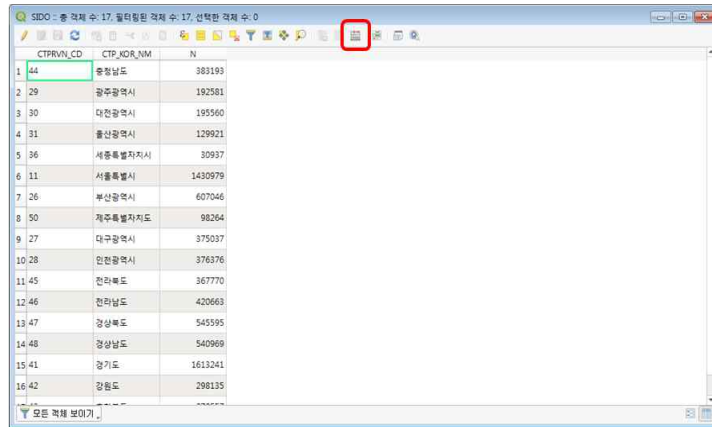 SIDO :: 총 객체 수: 17, 필터링된 객체 수: 17, 선택한 객체 수: 0
CTPRVN_CD CTP_KOR_NM N
1 44 충청남도 383193
2 29 광주광역시 192581
3 30 대전광역시 195560
4 31 울산광역시 129921
5 36 세종특별자치시 30937
6 11 서울특별시 1430979
7 26 부산광역시 607046
8 50 제주특별자치도 98264
9 27 대구광역시 375037
10 28 인천광역시 376376
11 45 전라북도 367770
12 46 전라남도 420663
13 47 경상북도 545595
14 48 경상남도 540969
15 41 경기도 1613241
16 42 강원도 298135
모든 객체 보이기